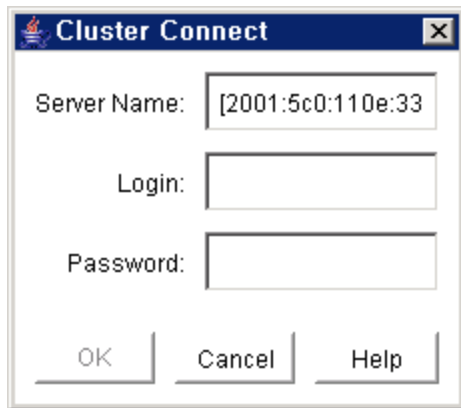 Cluster Connect
Server Name: [2001:5c0:110e:33
Login:
Password:
OK Cancel Help